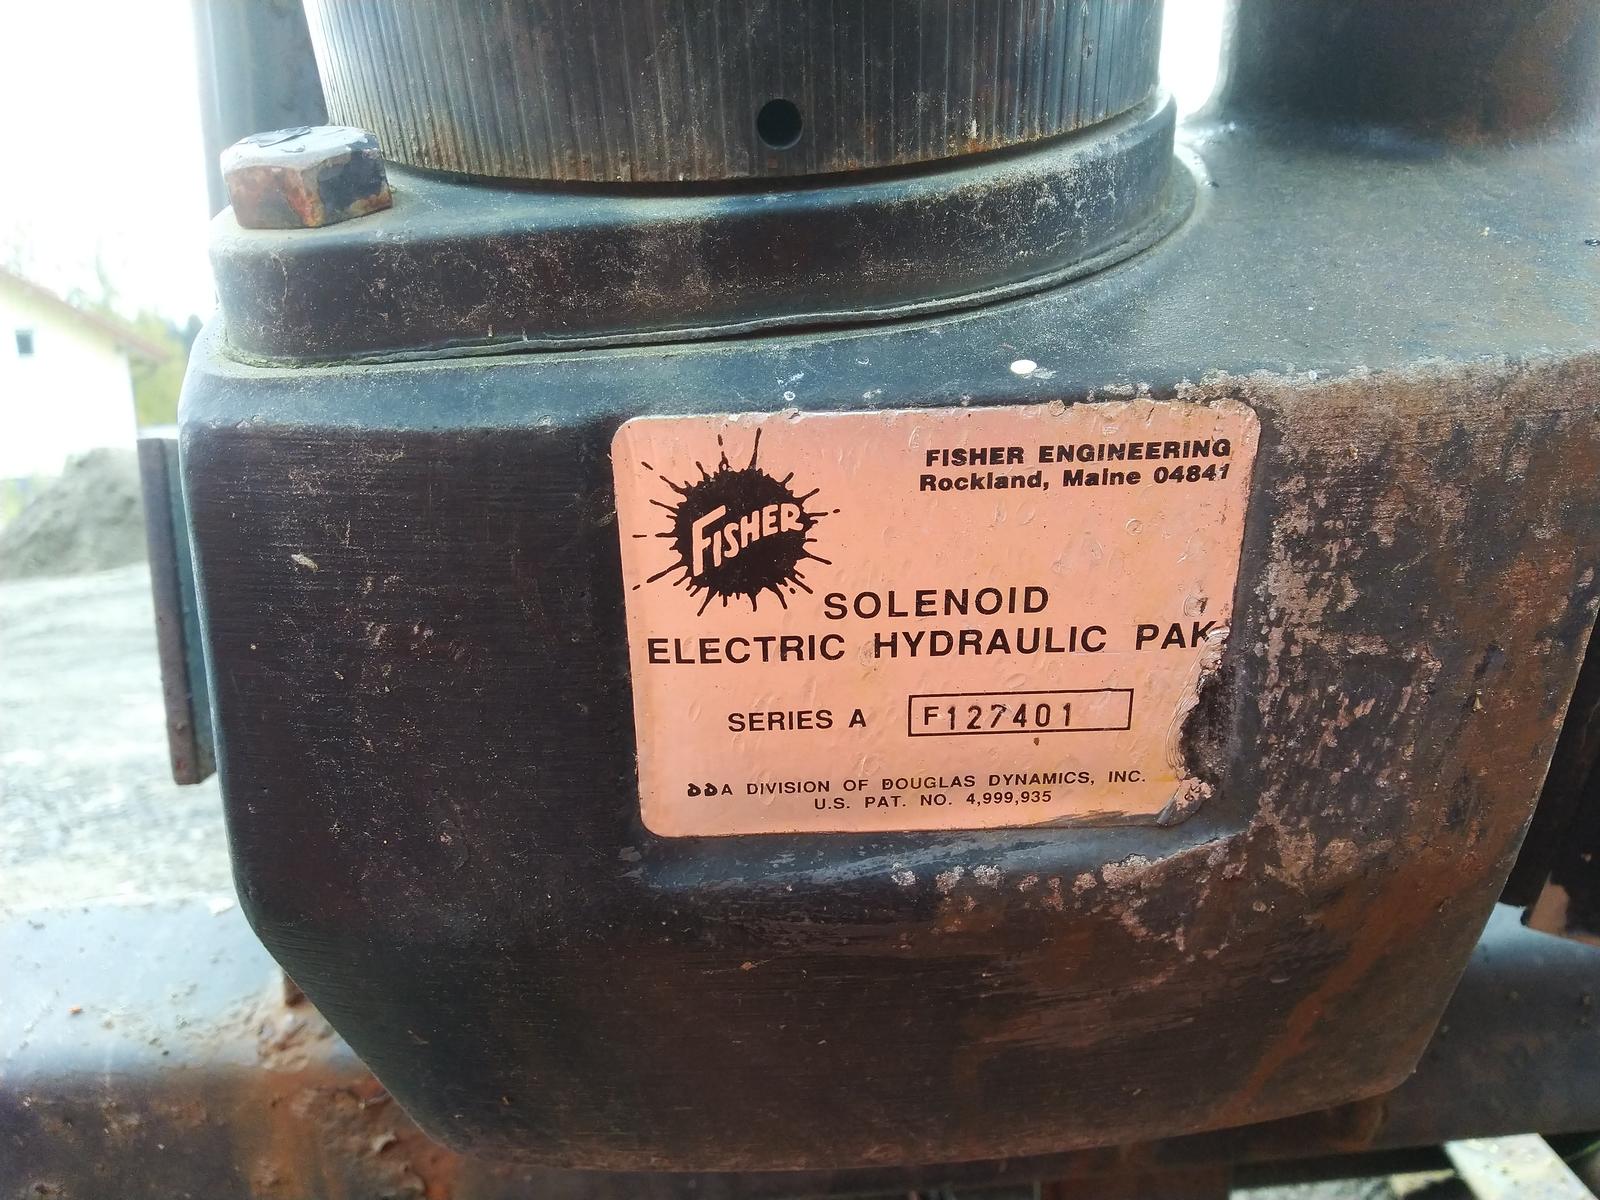 FISHER
FISHER ENGINEERING
Rockland, Maine 04841
SOLENOID
ELECTRIC HYDRAULIC PAK
SERIES A F127401
A DIVISION OF DOUGLAS DYNAMICS, INC.
U.S. PAT. NO. 4,999,935